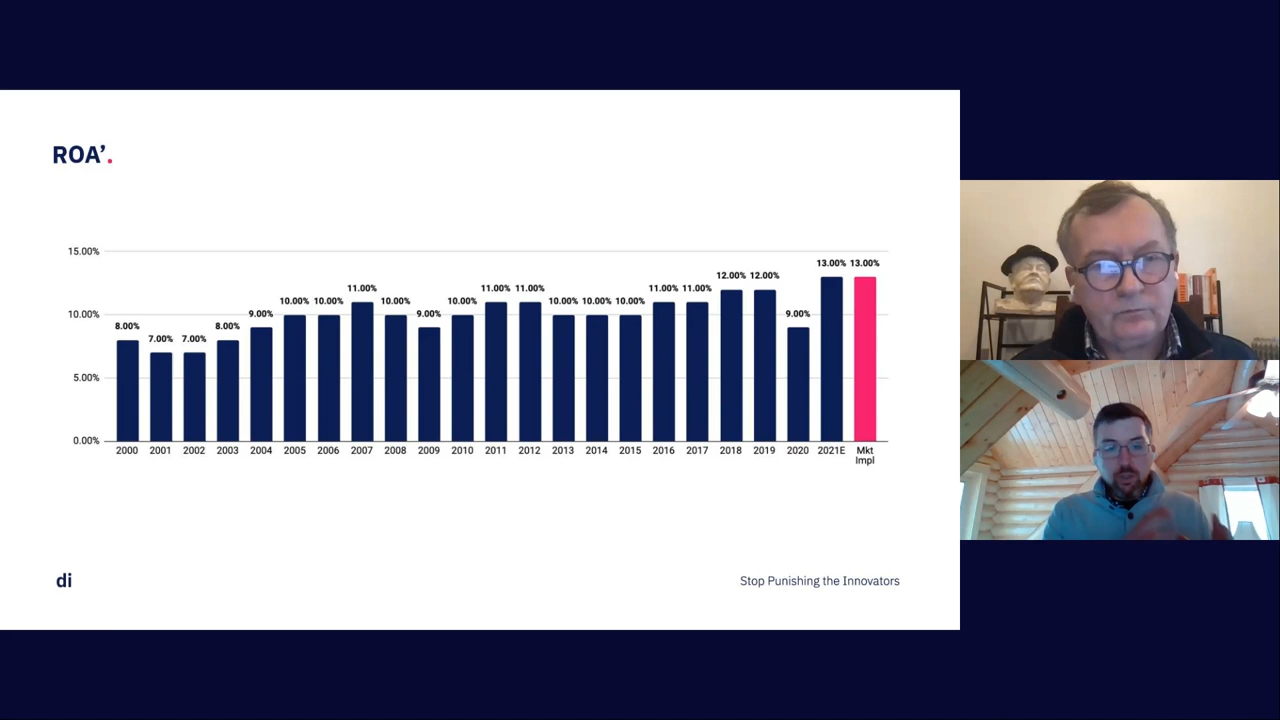 ROA’.
15.00%
10.00%
5.00%
0.00%
8.00% 7.00% 7.00% 8.00% 9.00% 10.00% 10.00% 11.00% 10.00% 9.00% 10.00% 11.00% 11.00% 10.00% 10.00% 10.00% 11.00% 11.00% 12.00% 12.00% 9.00% 13.00% 13.00%
2000 2001 2002 2003 2004 2005 2006 2007 2008 2009 2010 2011 2012 2013 2014 2015 2016 2017 2018 2019 2020 2021E Mkt
Impl
di
Stop Punishing the Innovators